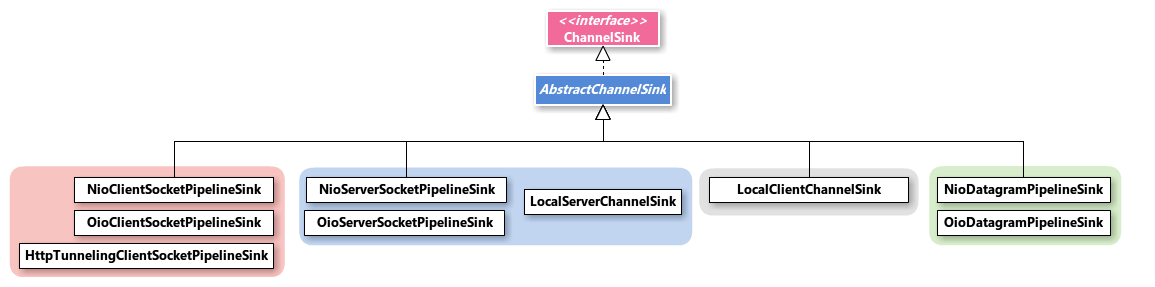 <<interface>>
ChannelSink
AbstractChannelSink
NioClientSocketPipelineSink
OioClientSocketPipelineSink
HttpTunnelingClientSocketPipelineSink
NioServerSocketPipelineSink
OioServerSocketPipelineSink
LocalServerChannelSink
LocalClientChannelSink
NioDatagramPipelineSink
OioDatagramPipelineSink